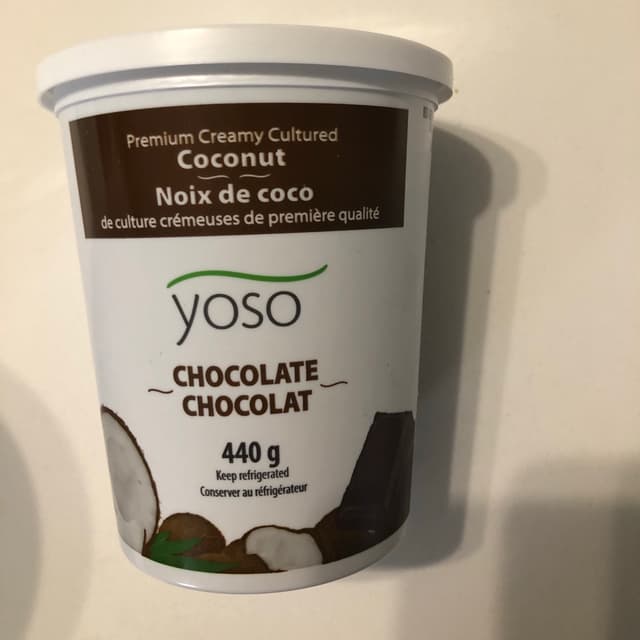 Premium Creamy Cultured
Coconut
Noix de coco
de culture crémeuses de première qualité
yoso
CHOCOLATE
CHOCOLAT
440 g
Keep refrigerated
Conserver au réfrigérateur